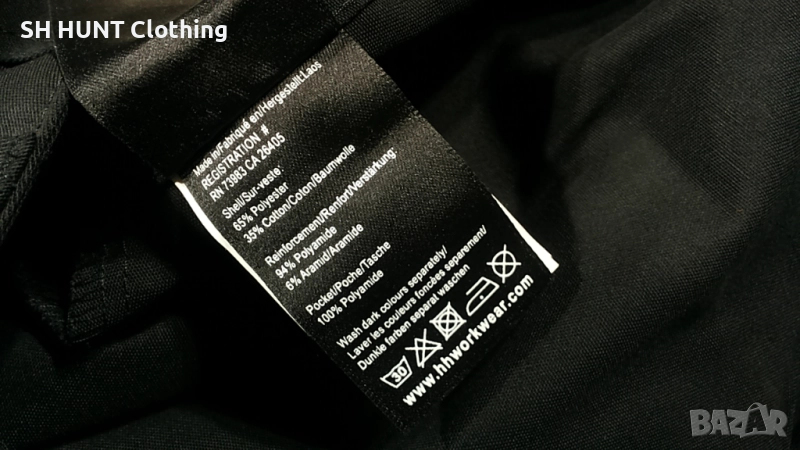 SH HUNT Clothing
Made in/Fabriqué en/Hergestellt:Laos
REGISTRATION #
RN 73983 CA 26405
Shell/Sur-veste:
65% Polyester
35% Cotton/Coton/Baumwolle
Reinforcement/Renfort/Verstärkung:
94% Polyamide
6% Aramid/Aramide
Pocket/Poche/Tasche
100% Polyamide
Wash dark colours separately/
Laver les couleurs foncées separement/
Dunkle farben separat waschen
30
www.hhworkwear.com
BAZAR